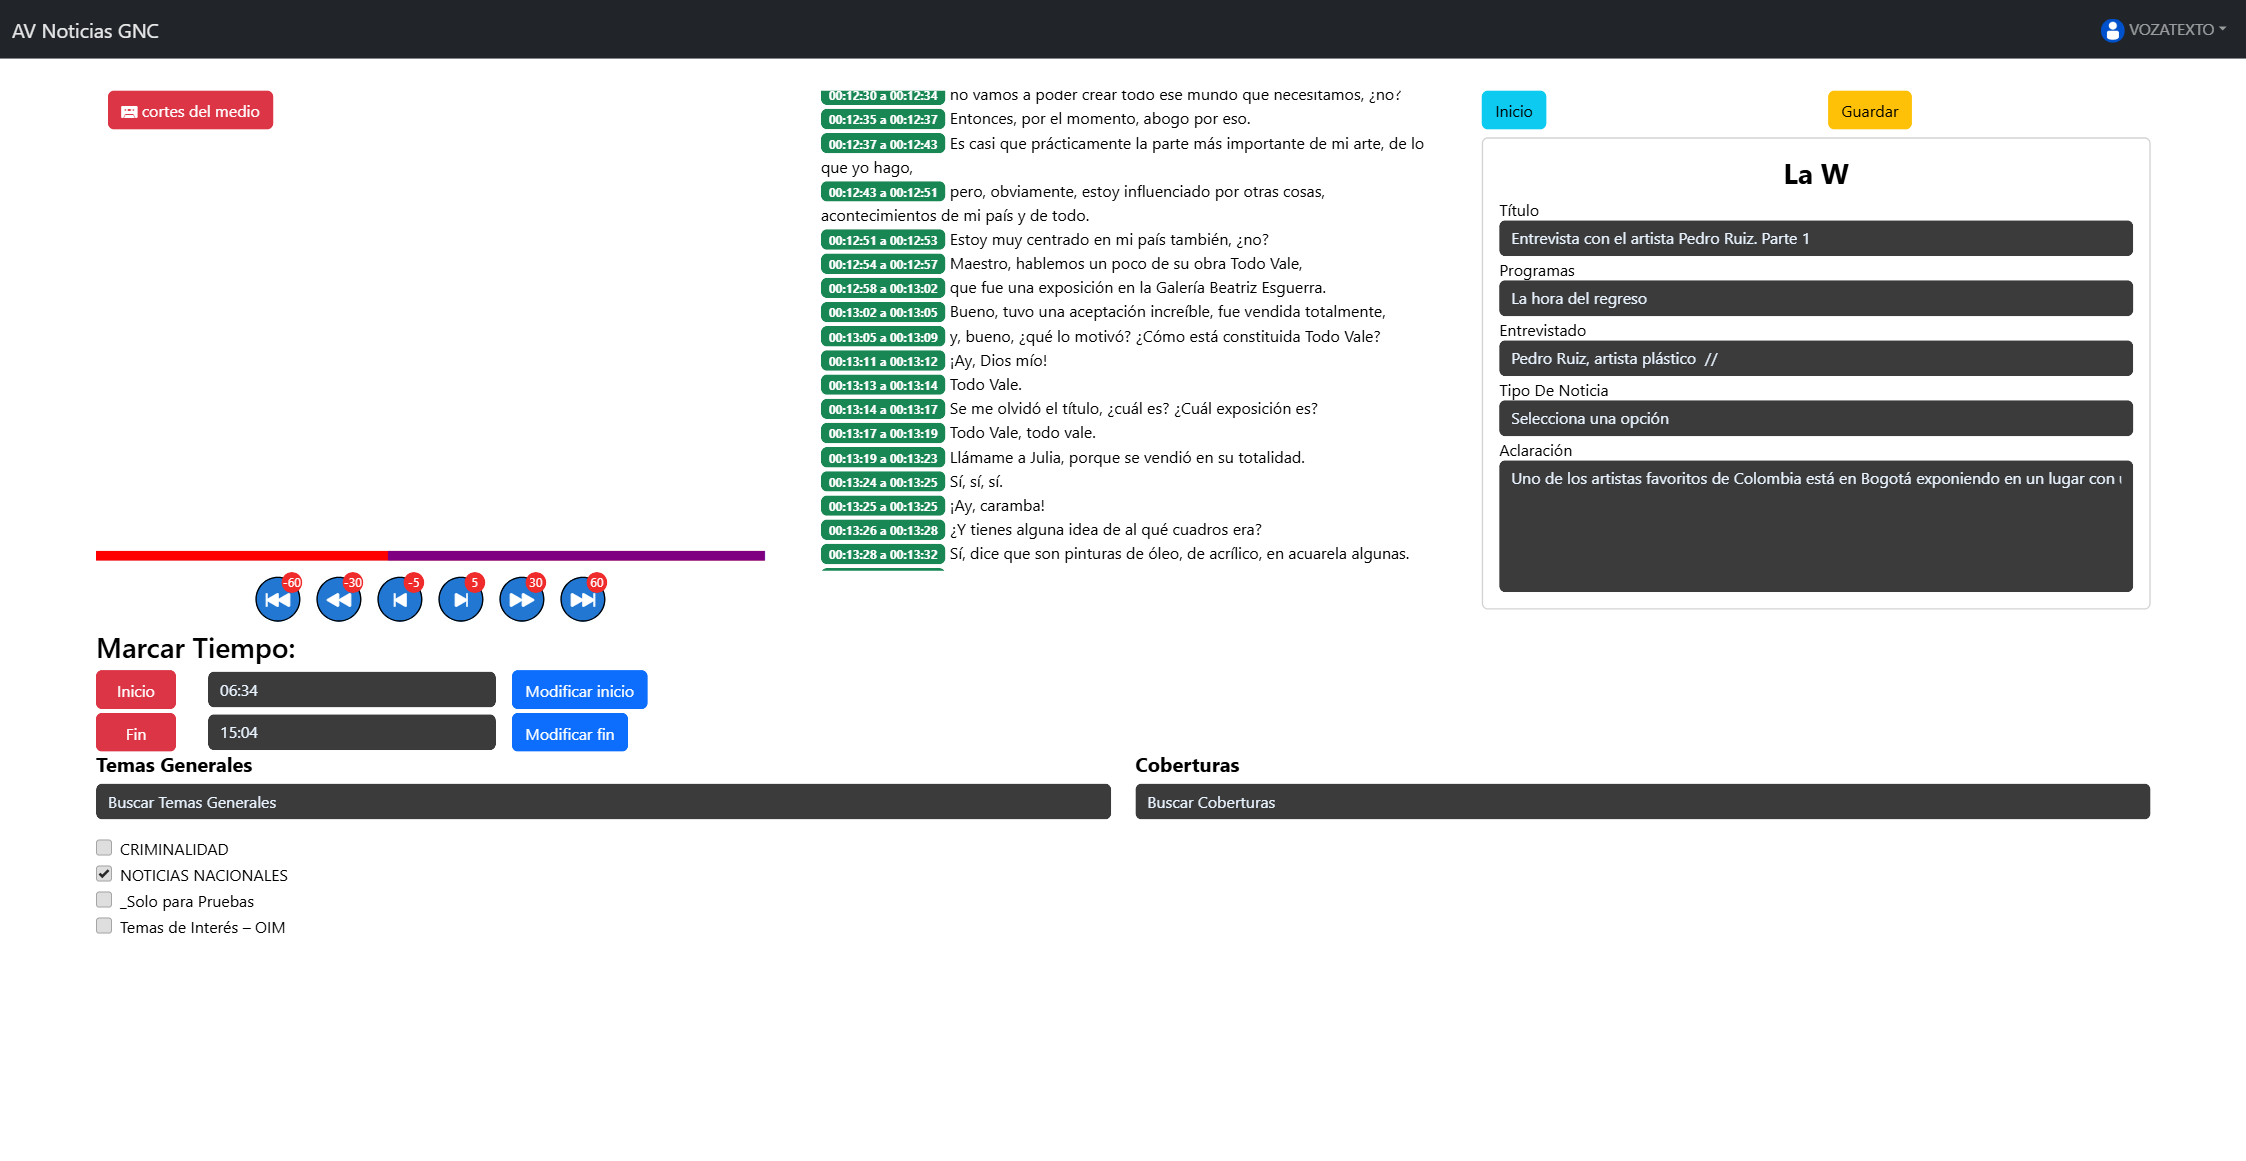 AV Noticias GNC
VOZATEXTO
cortes del medio
00:12:30 a 00:12:34 no vamos a poder crear todo ese mundo que necesitamos, ¿no?
00:12:35 a 00:12:37 Entonces, por el momento, abogo por eso.
00:12:37 a 00:12:43 Es casi que prácticamente la parte más importante de mi arte, de lo
que yo hago,
00:12:43 a 00:12:51 pero, obviamente, estoy influenciado por otras cosas,
acontecimientos de mi país y de todo.
00:12:51 a 00:12:53 Estoy muy centrado en mi país también, ¿no?
00:12:54 a 00:12:57 Maestro, hablemos un poco de su obra Todo Vale,
00:12:58 a 00:13:02 que fue una exposición en la Galería Beatriz Esguerra.
00:13:02 a 00:13:05 Bueno, tuvo una aceptación increíble, fue vendida totalmente,
00:13:05 a 00:13:09 y, bueno, ¿qué lo motivó? ¿Cómo está constituida Todo Vale?
00:13:11 a 00:13:12 ¡Ay, Dios mío!
00:13:13 a 00:13:14 Todo Vale.
00:13:14 a 00:13:17 Se me olvidó el título, ¿cuál es? ¿Cuál exposición es?
00:13:17 a 00:13:19 Todo Vale, todo vale.
00:13:19 a 00:13:23 Llámame a Julia, porque se vendió en su totalidad.
00:13:24 a 00:13:25 Sí, sí, sí.
00:13:25 a 00:13:25 ¡Ay, caramba!
00:13:26 a 00:13:28 ¿Y tienes alguna idea de al qué cuadros era?
00:13:28 a 00:13:32 Sí, dice que son pinturas de óleo, de acrílico, en acuarela algunas.
Inicio
Guardar
La W
Título
Entrevista con el artista Pedro Ruiz. Parte 1
Programas
La hora del regreso
Entrevistado
Pedro Ruiz, artista plástico //
Tipo De Noticia
Selecciona una opción
Aclaración
Uno de los artistas favoritos de Colombia está en Bogotá exponiendo en un lugar con
-60 -30 -5 5 30 60
Marcar Tiempo:
Inicio 06:34 Modificar inicio
Fin 15:04 Modificar fin
Temas Generales
Buscar Temas Generales
CRIMINALIDAD
NOTICIAS NACIONALES
_Solo para Pruebas
Temas de Interés – OIM
Coberturas
Buscar Coberturas